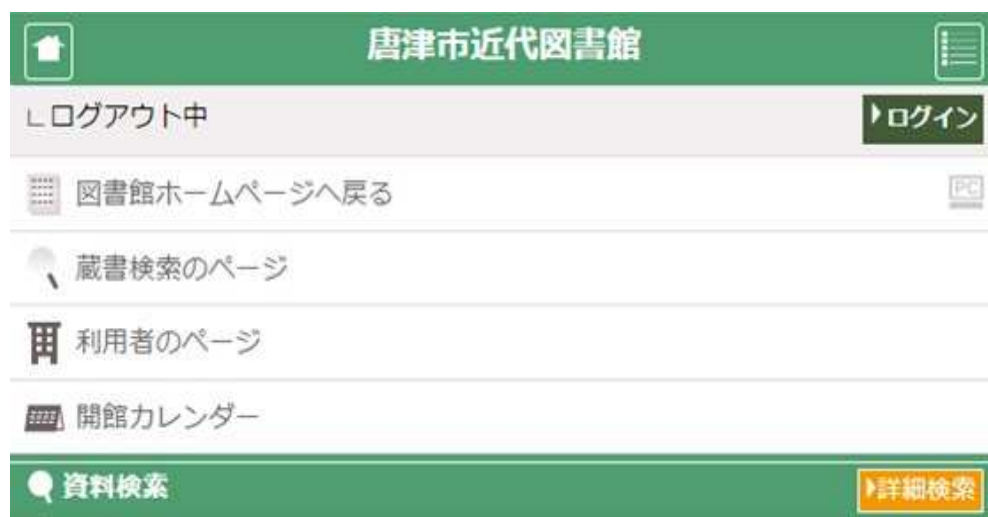 唐津市近代図書館
∟ログアウト中
ログイン
図書館ホームページへ戻る
PC
蔵書検索のページ
利用者のページ
開館カレンダー
資料検索
詳細検索